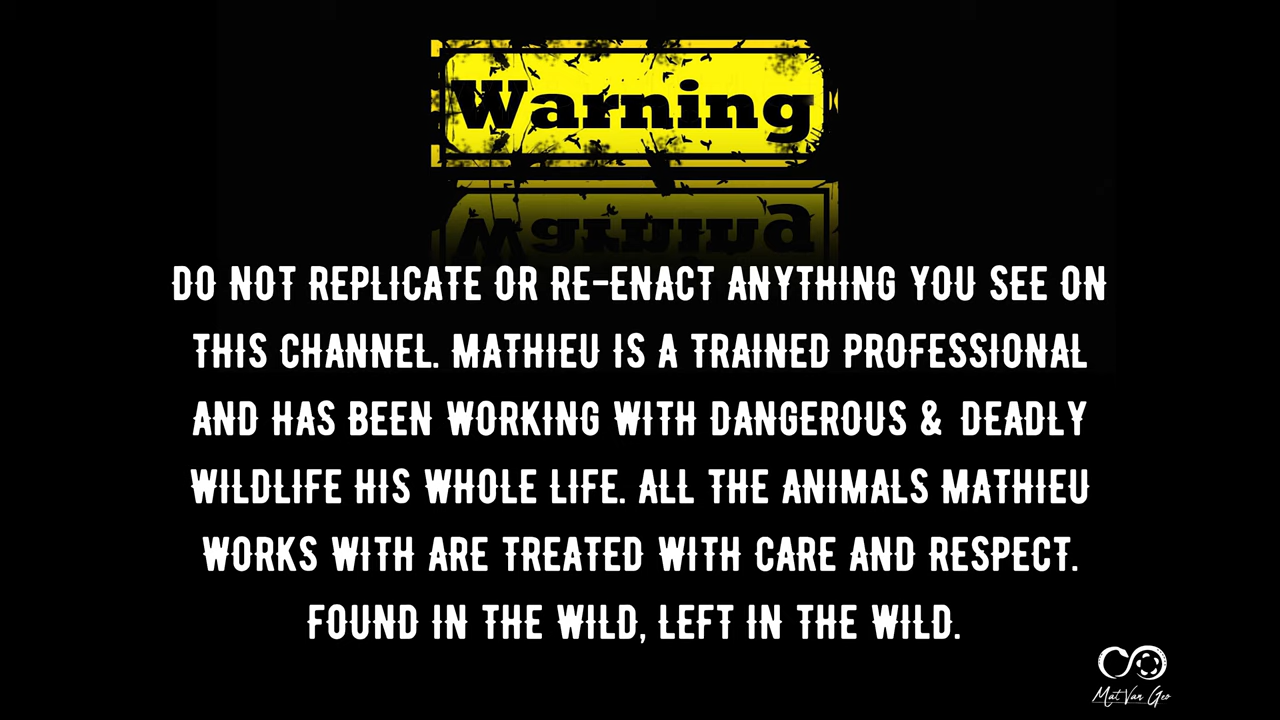 Warning
DO NOT REPLICATE OR RE-ENACT ANYTHING YOU SEE ON
THIS CHANNEL. MATHIEU IS A TRAINED PROFESSIONAL
AND HAS BEEN WORKING WITH DANGEROUS & DEADLY
WILDLIFE HIS WHOLE LIFE. ALL THE ANIMALS MATHIEU
WORKS WITH ARE TREATED WITH CARE AND RESPECT.
FOUND IN THE WILD, LEFT IN THE WILD.
Mat Van Geo